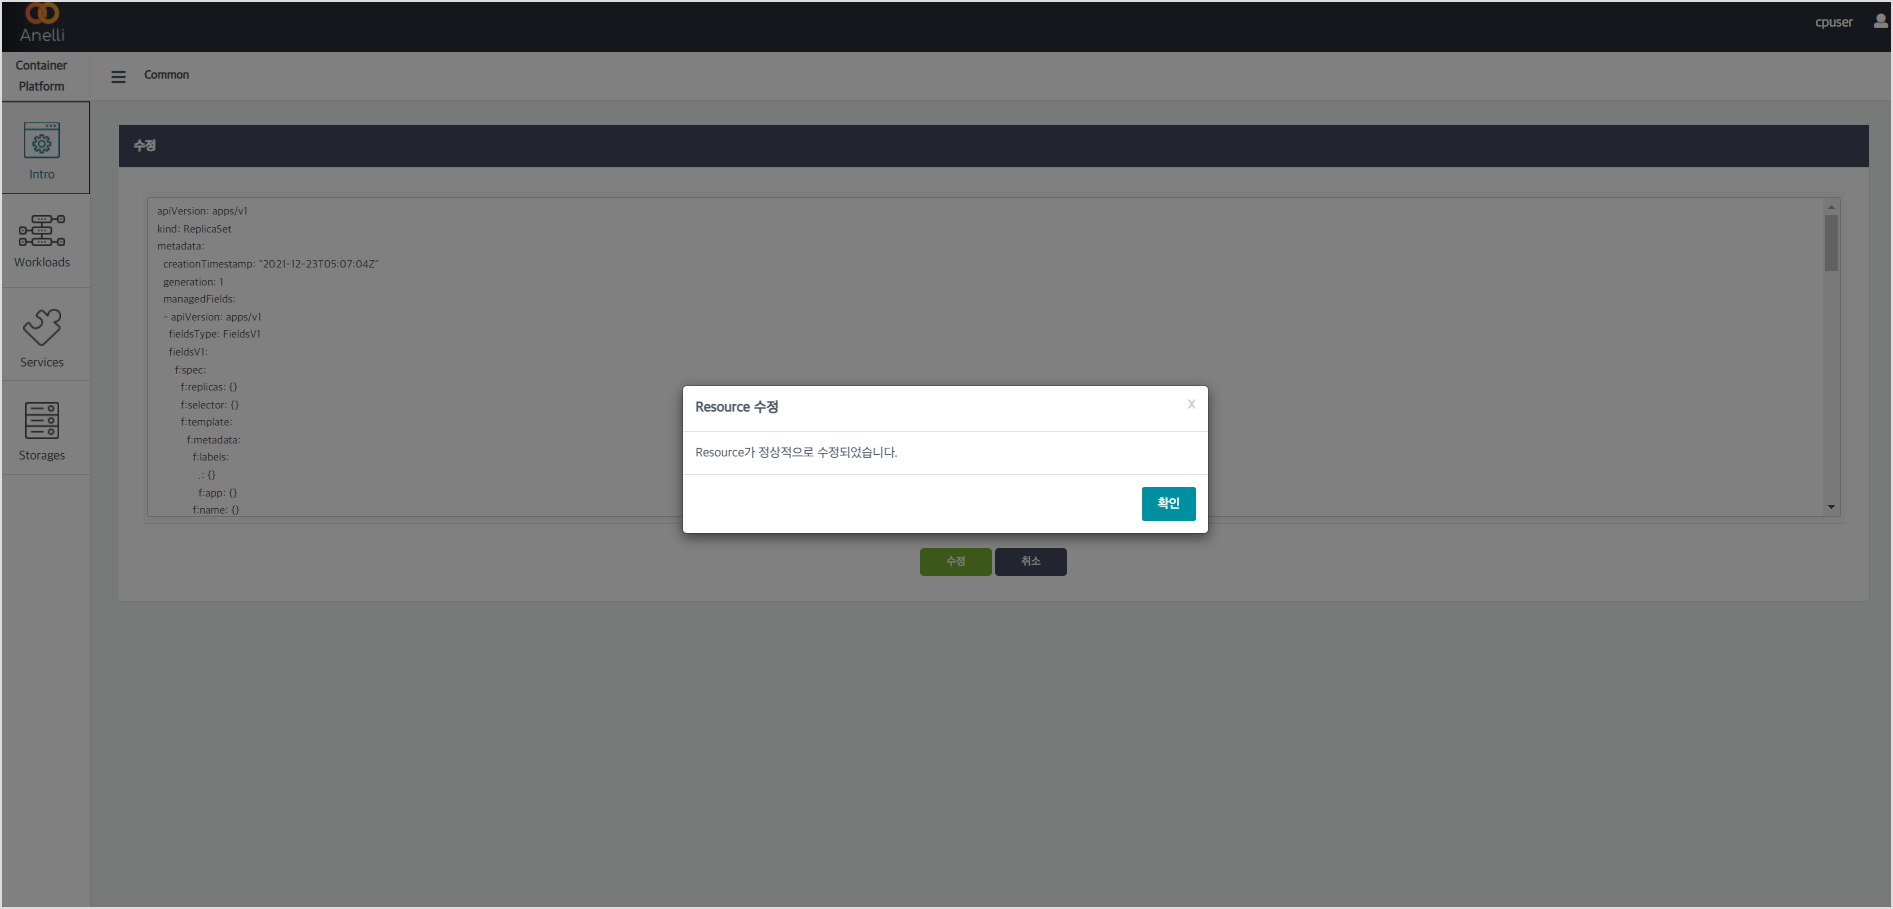 Anelli
cpuser
Container
Platform
Common
Intro
Workloads
Services
Storages
수정
apiVersion: apps/v1
kind: ReplicaSet
metadata:
creationTimestamp: "2021-12-23T05:07:04Z"
generation: 1
managedFields:
- apiVersion: apps/v1
fieldsType: FieldsV1
fieldsV1:
f:spec:
f:replicas: {}
f:selector: {}
f:template:
f:metadata:
f:labels:
.: {}
f:app: {}
f:name: {}
Resource 수정
x
Resource가 정상적으로 수정되었습니다.
확인
수정 취소